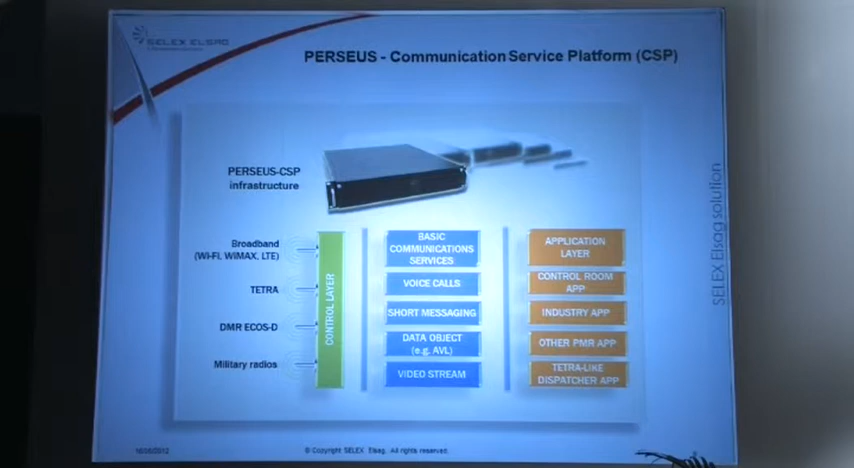 SELEX ELSAG
PERSEUS - Communication Service Platform (CSP)
PERSEUS-CSP
infrastructure
Broadband
(Wi-Fi, WiMAX, LTE)
TETRA
DMR ECOS-D
Military radios
CONTROL LAYER
BASIC
COMMUNICATIONS
SERVICES
VOICE CALLS
SHORT MESSAGING
DATA OBJECT
(e.g. AVL)
VIDEO STREAM
APPLICATION
LAYER
CONTROL ROOM
APP
INDUSTRY APP
OTHER PMR APP
TETRA-LIKE
DISPATCHER APP
SELEX Elsag solution
© Copyright SELEX Elsag. All rights reserved.